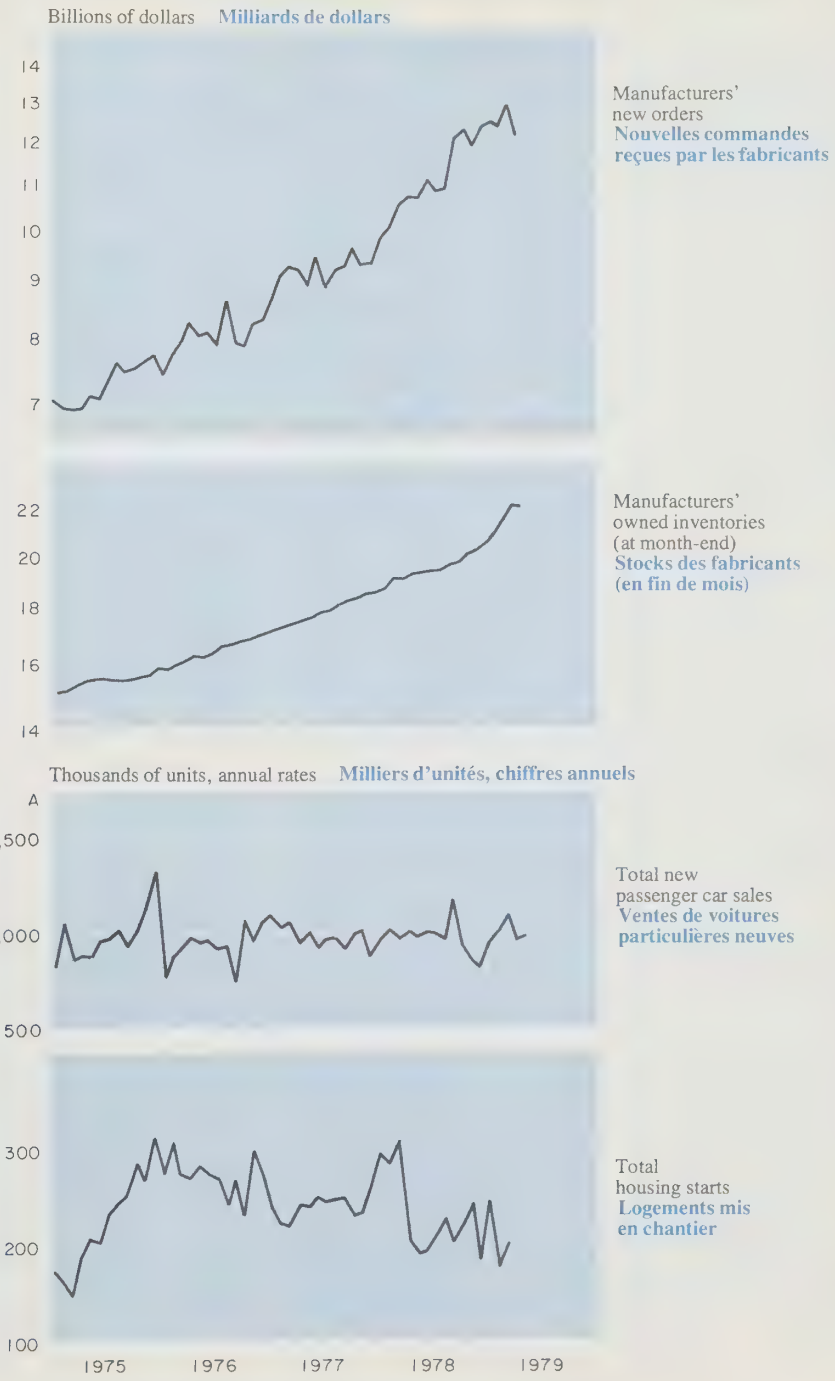 Billions of dollars Milliards de dollars
14
13
12
11
10
9
8
7
Manufacturers'
new orders
Nouvelles commandes
reçues par les fabricants
22
20
18
16
14
Manufacturers'
owned inventories
(at month-end)
Stocks des fabricants
(en fin de mois)
Thousands of units, annual rates Milliers d'unités, chiffres annuels
A
,500
,000
500
Total new
passenger car sales
Ventes de voitures
particulières neuves
300
200
100
Total
housing starts
Logements mis
en chantier
1975 1976 1977 1978 1979